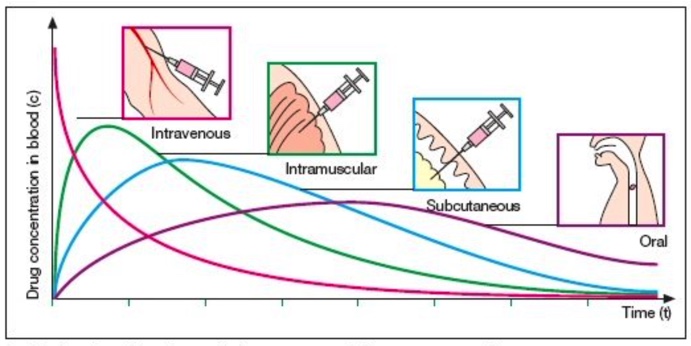 Drug concentration in blood (c)
Intravenous
Intramuscular
Subcutaneous
Oral
Time (t)